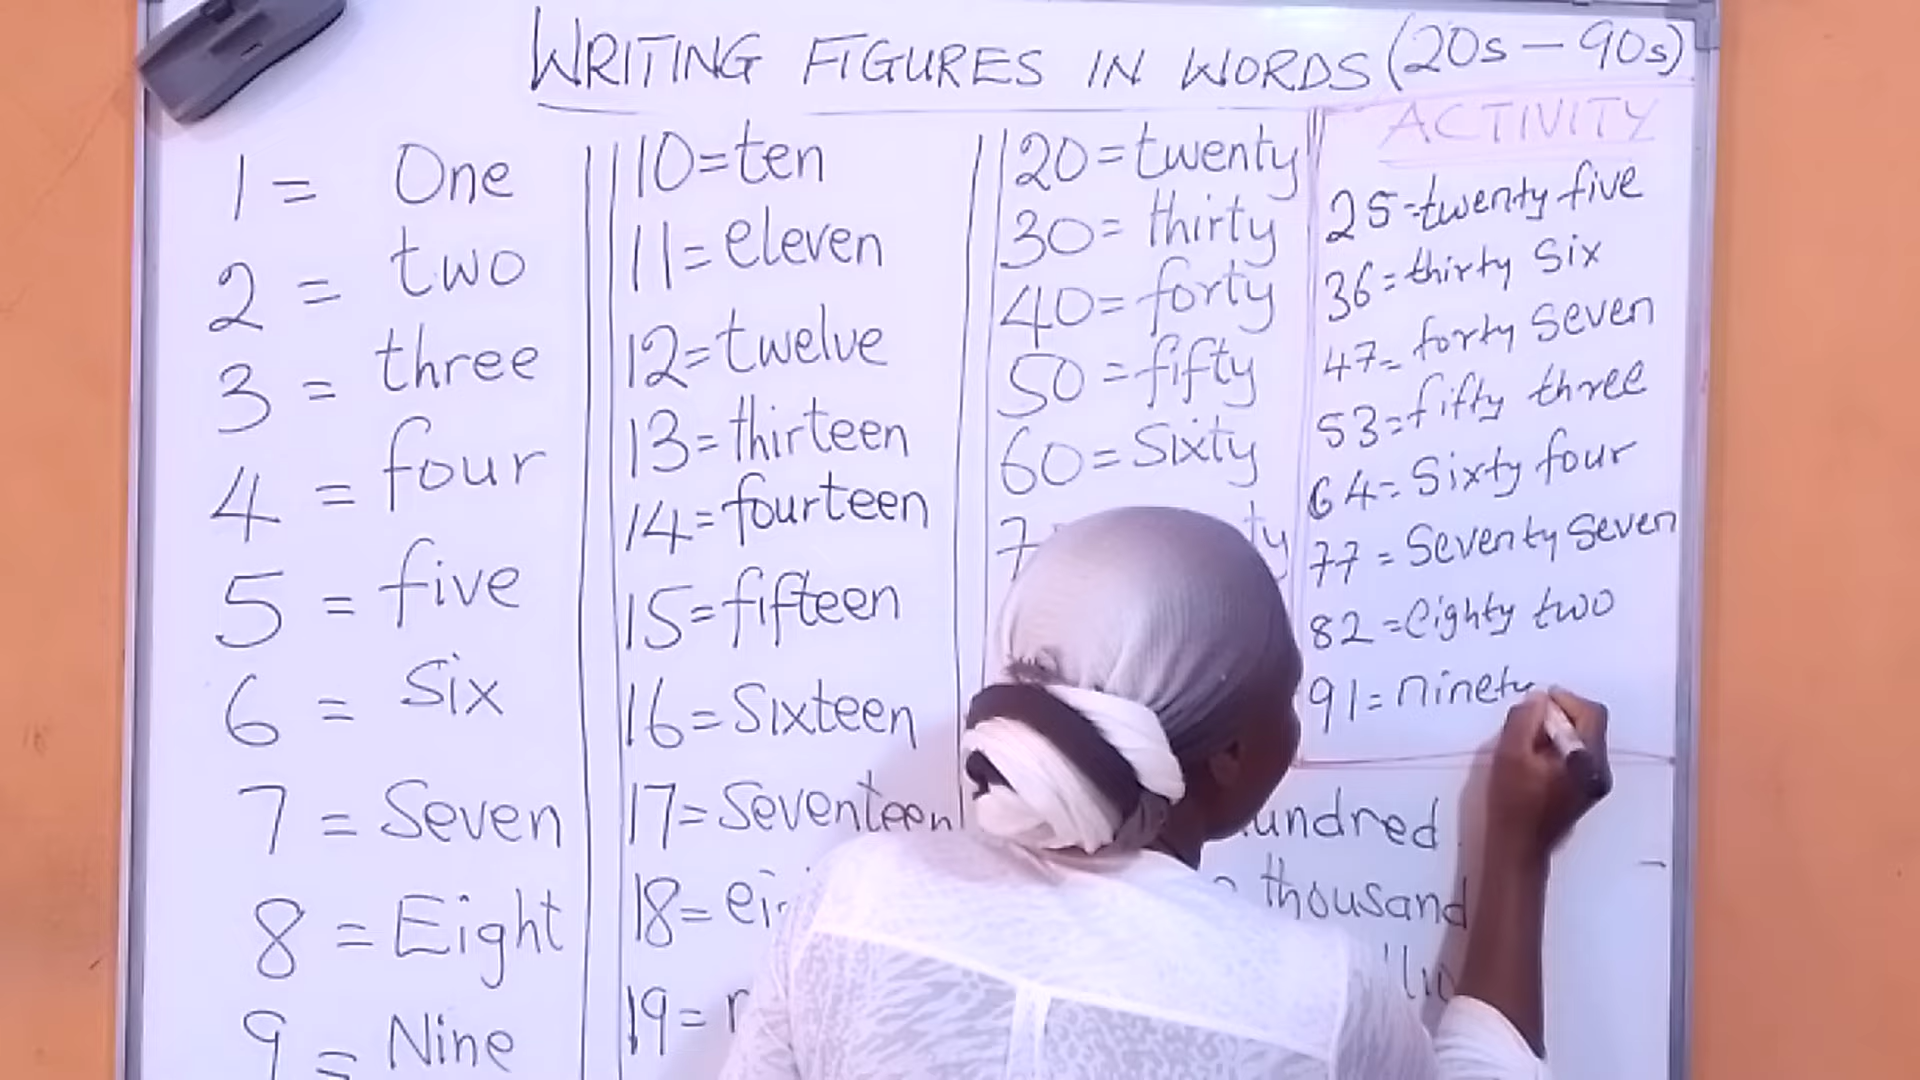 WRITING FIGURES IN WORDS (20s — 90s)
1 = One
2 = two
3 = three
4 = four
5 = five
6 = six
7 = Seven
8 = Eight
9 = Nine
10 = ten
11 = eleven
12 = twelve
13 = thirteen
14 = fourteen
15 = fifteen
16 = Sixteen
17 = Seventeen
18 =
19 =
20 = twenty
30 = thirty
40 = forty
50 = fifty
60 = Sixty
ACTIVITY
25 = twenty five
36 = thirty six
47 = forty seven
53 = fifty three
64 = Sixty four
77 = Seventy Seven
82 = eighty two
91 = ninety
thousand